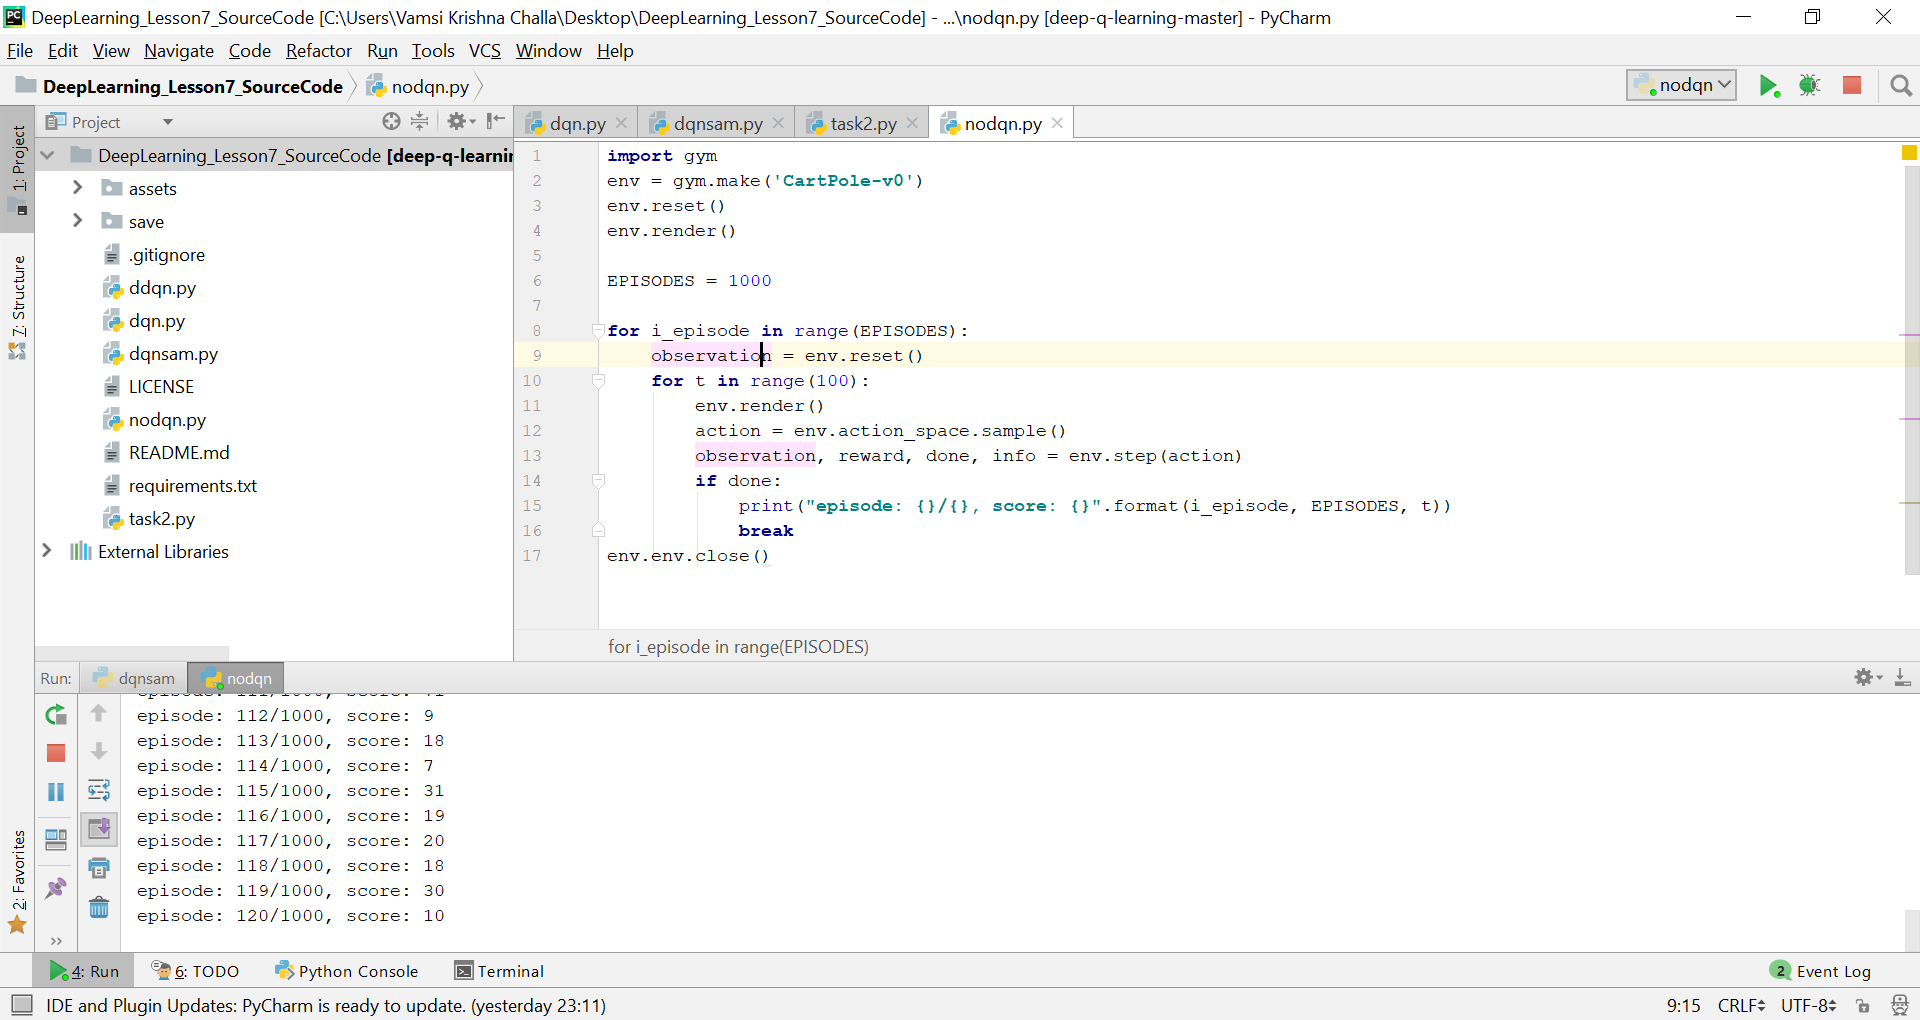 DeepLearning_Lesson7_SourceCode [C:\Users\Vamsi Krishna Challa\Desktop\DeepLearning_Lesson7_SourceCode] - ...\nodqn.py [deep-q-learning-master] - PyCharm
File Edit View Navigate Code Refactor Run Tools VCS Window Help
DeepLearning_Lesson7_SourceCode nodqn.py
nodqn
1: Project
7: Structure
2: Favorites
Project
DeepLearning_Lesson7_SourceCode [deep-q-learnin
assets
save
.gitignore
ddqn.py
dqn.py
dqnsam.py
LICENSE
nodqn.py
README.md
requirements.txt
task2.py
External Libraries
dqn.py dqnsam.py task2.py nodqn.py
1 import gym
2 env = gym.make('CartPole-v0')
3 env.reset()
4 env.render()
5
6 EPISODES = 1000
7
8 for i_episode in range(EPISODES):
9 observation = env.reset()
10 for t in range(100):
11 env.render()
12 action = env.action_space.sample()
13 observation, reward, done, info = env.step(action)
14 if done:
15 print("episode: {}/{}, score: {}".format(i_episode, EPISODES, t))
16 break
17 env.env.close()
for i_episode in range(EPISODES)
Run: dqnsam nodqn
episode: 112/1000, score: 9
episode: 113/1000, score: 18
episode: 114/1000, score: 7
episode: 115/1000, score: 31
episode: 116/1000, score: 19
episode: 117/1000, score: 20
episode: 118/1000, score: 18
episode: 119/1000, score: 30
episode: 120/1000, score: 10
4: Run 6: TODO Python Console Terminal 2 Event Log
IDE and Plugin Updates: PyCharm is ready to update. (yesterday 23:11) 9:15 CRLF UTF-8